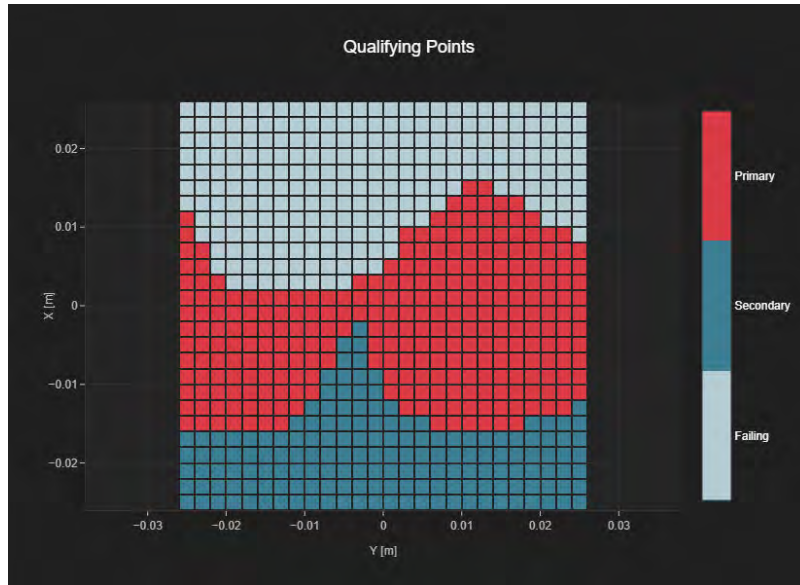 Qualifying Points
0.02
0.01
0
−0.01
−0.02
X [m]
−0.03
−0.02
−0.01
0
0.01
0.02
0.03
Y [m]
Primary
Secondary
Failing